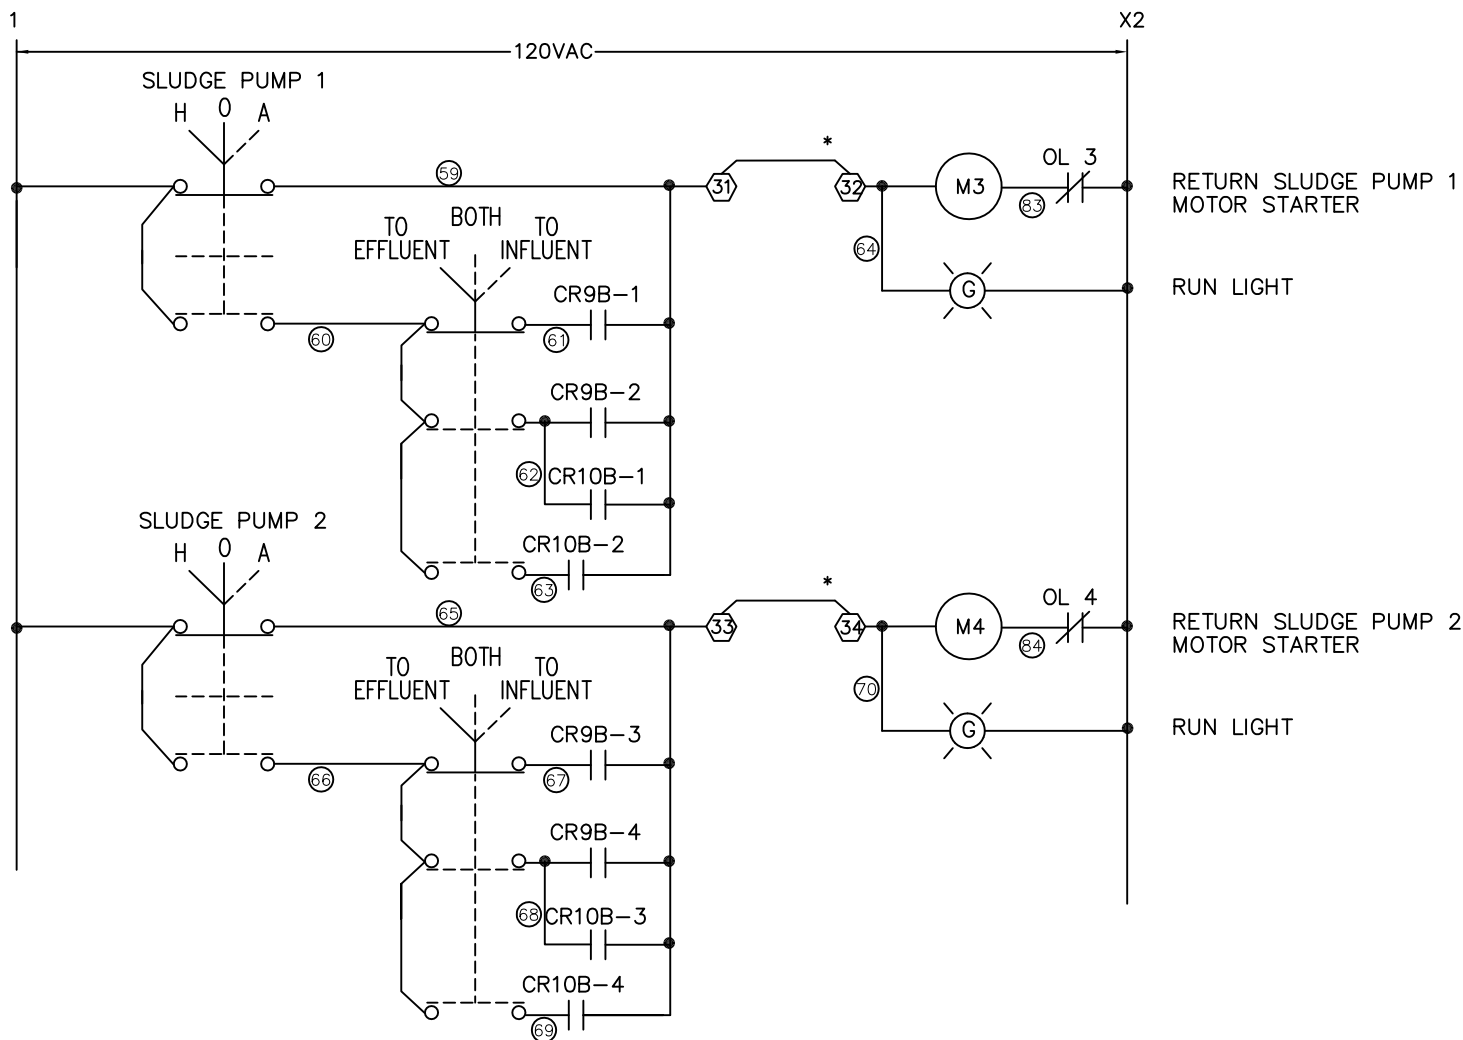 1
X2
120VAC
SLUDGE PUMP 1
H O A
59
*
31
32
M3
OL 3
83
RETURN SLUDGE PUMP 1
MOTOR STARTER
TO
EFFLUENT
BOTH
TO
INFLUENT
64
G
RUN LIGHT
CR9B-1
60
61
CR9B-2
62
CR10B-1
CR10B-2
63
SLUDGE PUMP 2
H O A
65
*
33
34
M4
OL 4
84
RETURN SLUDGE PUMP 2
MOTOR STARTER
TO
EFFLUENT
BOTH
TO
INFLUENT
70
G
RUN LIGHT
CR9B-3
66
67
CR9B-4
68
CR10B-3
CR10B-4
69